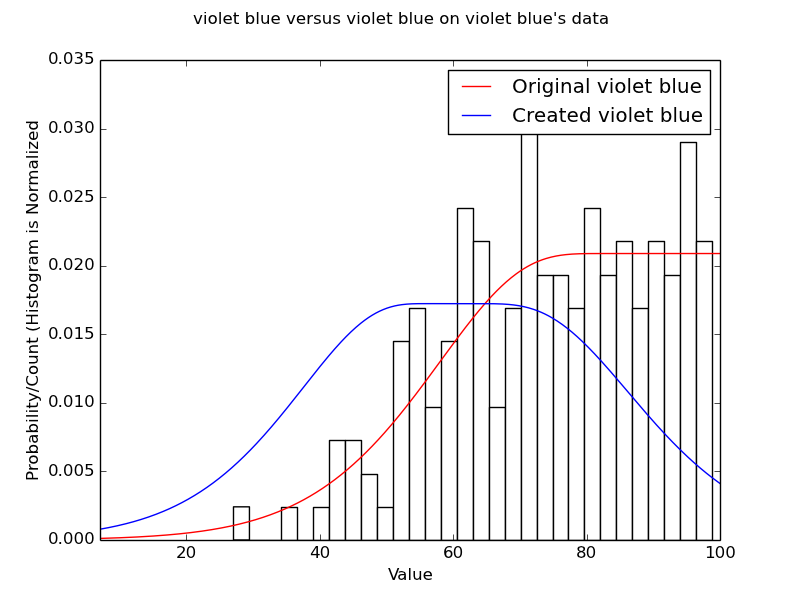 violet blue versus violet blue on violet blue's data
Original violet blue
Created violet blue
Probability/Count (Histogram is Normalized
0.035
0.030
0.025
0.020
0.015
0.010
0.005
0.000
20 40 60 80 100
Value